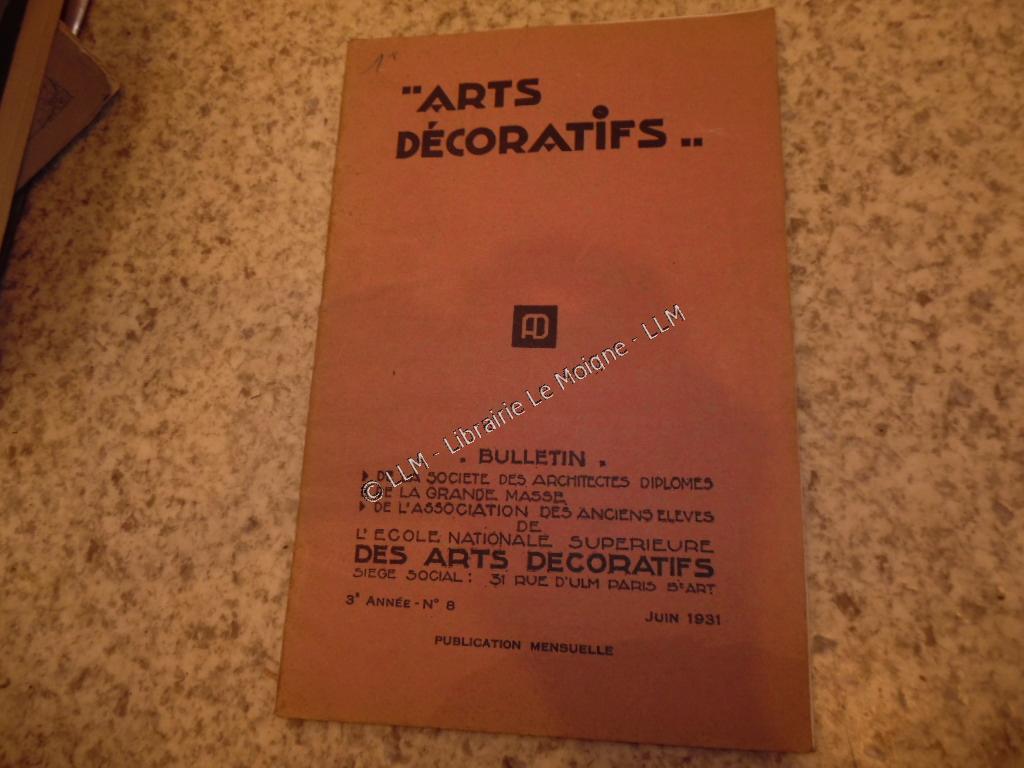 "ARTS
DÉCORATIFS..
AD
© LLM - Librairie Le Moigne - LLM
. BULLETIN .
DE LA SOCIETE DES ARCHITECTES DIPLOMES
DE LA GRANDE MASSE
DE L'ASSOCIATION DES ANCIENS ELEVES
DE
L'ECOLE NATIONALE SUPERIEURE
DES ARTS DECORATIFS
SIEGE SOCIAL : 31 RUE D'ULM PARIS 5E ART
3E ANNÉE - N° 8
JUIN 1931
PUBLICATION MENSUELLE